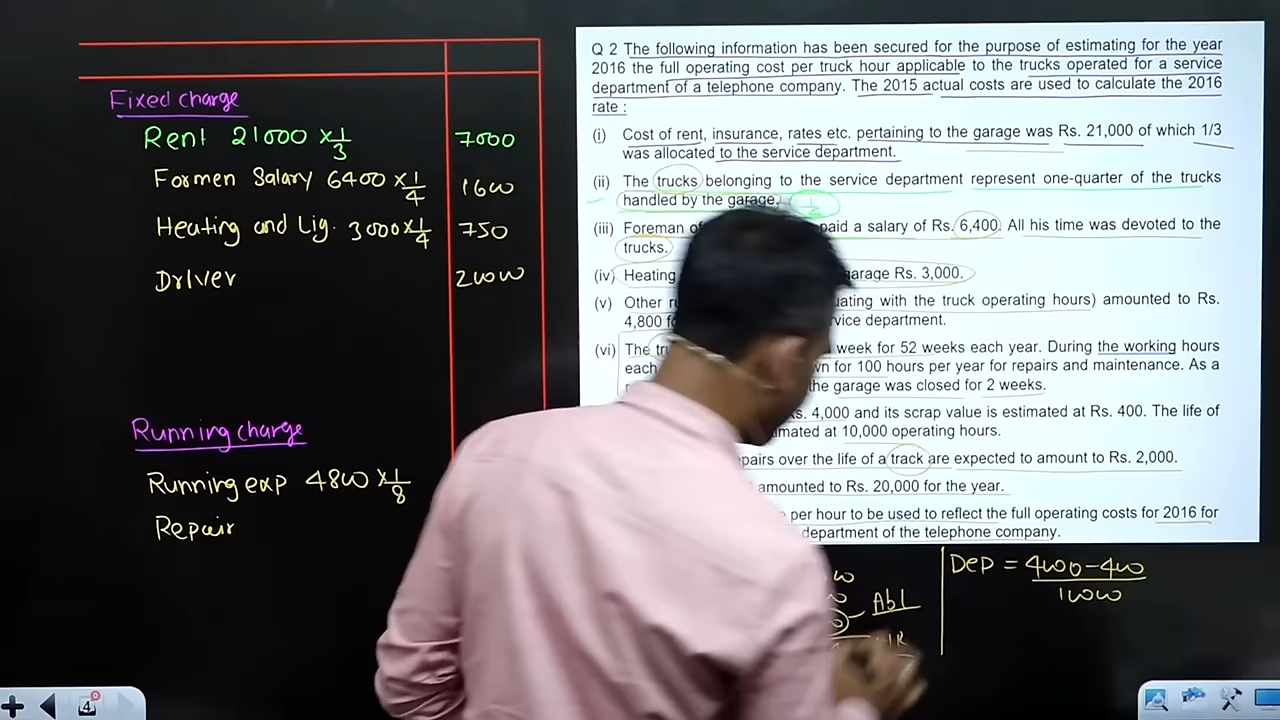 Fixed charge
Rent 21000 × 1/3 7000
Formen Salary 6400 × 1/4 1600
Heating and Lig. 3000 × 1/4 750
Driver 20000
Running charge
Running exp 4800 × 1/8
Repair
Q 2 The following information has been secured for the purpose of estimating for the year
2016 the full operating cost per truck hour applicable to the trucks operated for a service
department of a telephone company. The 2015 actual costs are used to calculate the 2016
rate :
(i) Cost of rent, insurance, rates etc. pertaining to the garage was Rs. 21,000 of which 1/3
was allocated to the service department.
(ii) The trucks belonging to the service department represent one-quarter of the trucks
handled by the garage. 1/4
(iii) Foreman of paid a salary of Rs. 6,400. All his time was devoted to the
trucks.
(iv) Heating garage Rs. 3,000.
(v) Other with the truck operating hours) amounted to Rs.
4,800 department.
(vi) The week for 52 weeks each year. During the working hours
each for 100 hours per year for repairs and maintenance. As a
the garage was closed for 2 weeks.
4,000 and its scrap value is estimated at Rs. 400. The life of
at 10,000 operating hours.
over the life of a track are expected to amount to Rs. 2,000.
amounted to Rs. 20,000 for the year.
per hour to be used to reflect the full operating costs for 2016 for
department of the telephone company.
AbL
Dep = 4000 - 400
10000
4
0